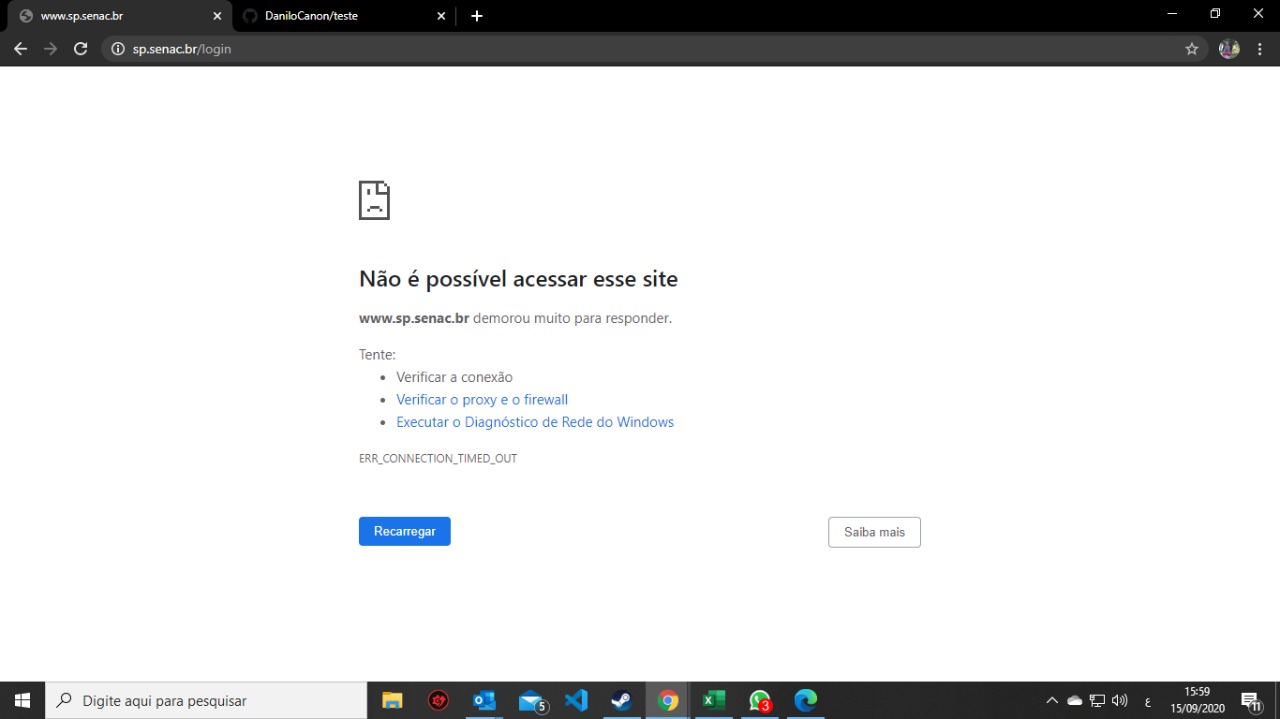 www.sp.senac.br
DaniloCanon/teste
sp.senac.br/login
Não é possível acessar esse site
www.sp.senac.br demorou muito para responder.
Tente:
Verificar a conexão
Verificar o proxy e o firewall
Executar o Diagnóstico de Rede do Windows
ERR_CONNECTION_TIMED_OUT
Recarregar
Saiba mais
Digite aqui para pesquisar
5
3
ع
15:59
15/09/2020
11